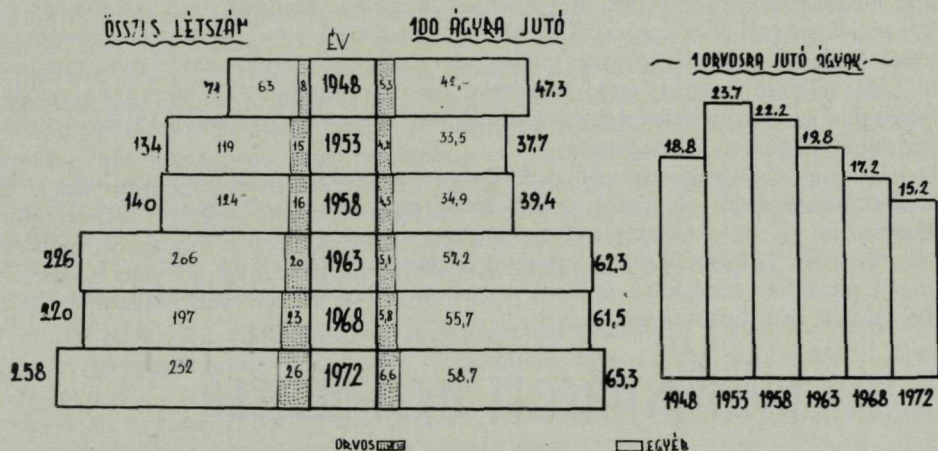 ÖSSZES LÉTSZÁM ÉV 100 ÁGYRA JUTÓ
~ 1 ORVOSRA JUTÓ ÁGYAK ~
71 63 8 1948 5,3 42,- 47,3
134 119 15 1953 4,2 33,5 37,7
140 124 16 1958 4,5 34,9 39,4
226 206 20 1963 5,1 57,2 62,3
220 197 23 1968 5,8 55,7 61,5
258 232 26 1972 6,6 58,7 65,3
18.8 23.7 22.2 19.8 17.2 15.2
1948 1953 1958 1963 1968 1972
ORVOS EGYÉB